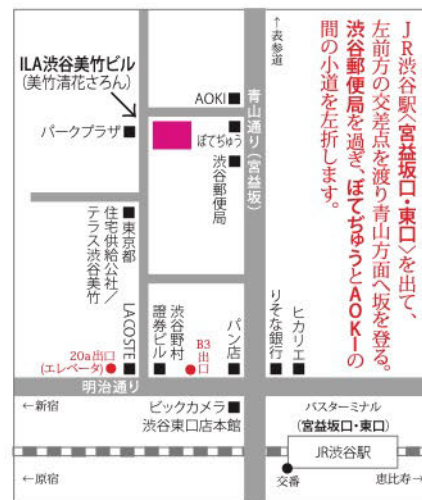 JR渋谷駅〈宮益坂口・東口〉を出て、
左前方の交差点を渡り青山方面へ坂を登る。
渋谷郵便局を過ぎ、ぼてぢゅうとAOKIの
間の小道を左折します。
←表参道
青山通り(宮益坂)
ILA渋谷美竹ビル
(美竹清花さろん)
AOKI
パークプラザ
ぼてぢゅう
渋谷郵便局
東京都
住宅供給公社/
テラス渋谷美竹
LACOSTE
20a出口
(エレベータ)
渋谷野村
證券ビル
B3
出口
パン店
りそな銀行
ヒカリエ
明治通り
←新宿
ビックカメラ
渋谷東口店本館
バスターミナル
(宮益坂口・東口)
JR渋谷駅
交番
←原宿
恵比寿→